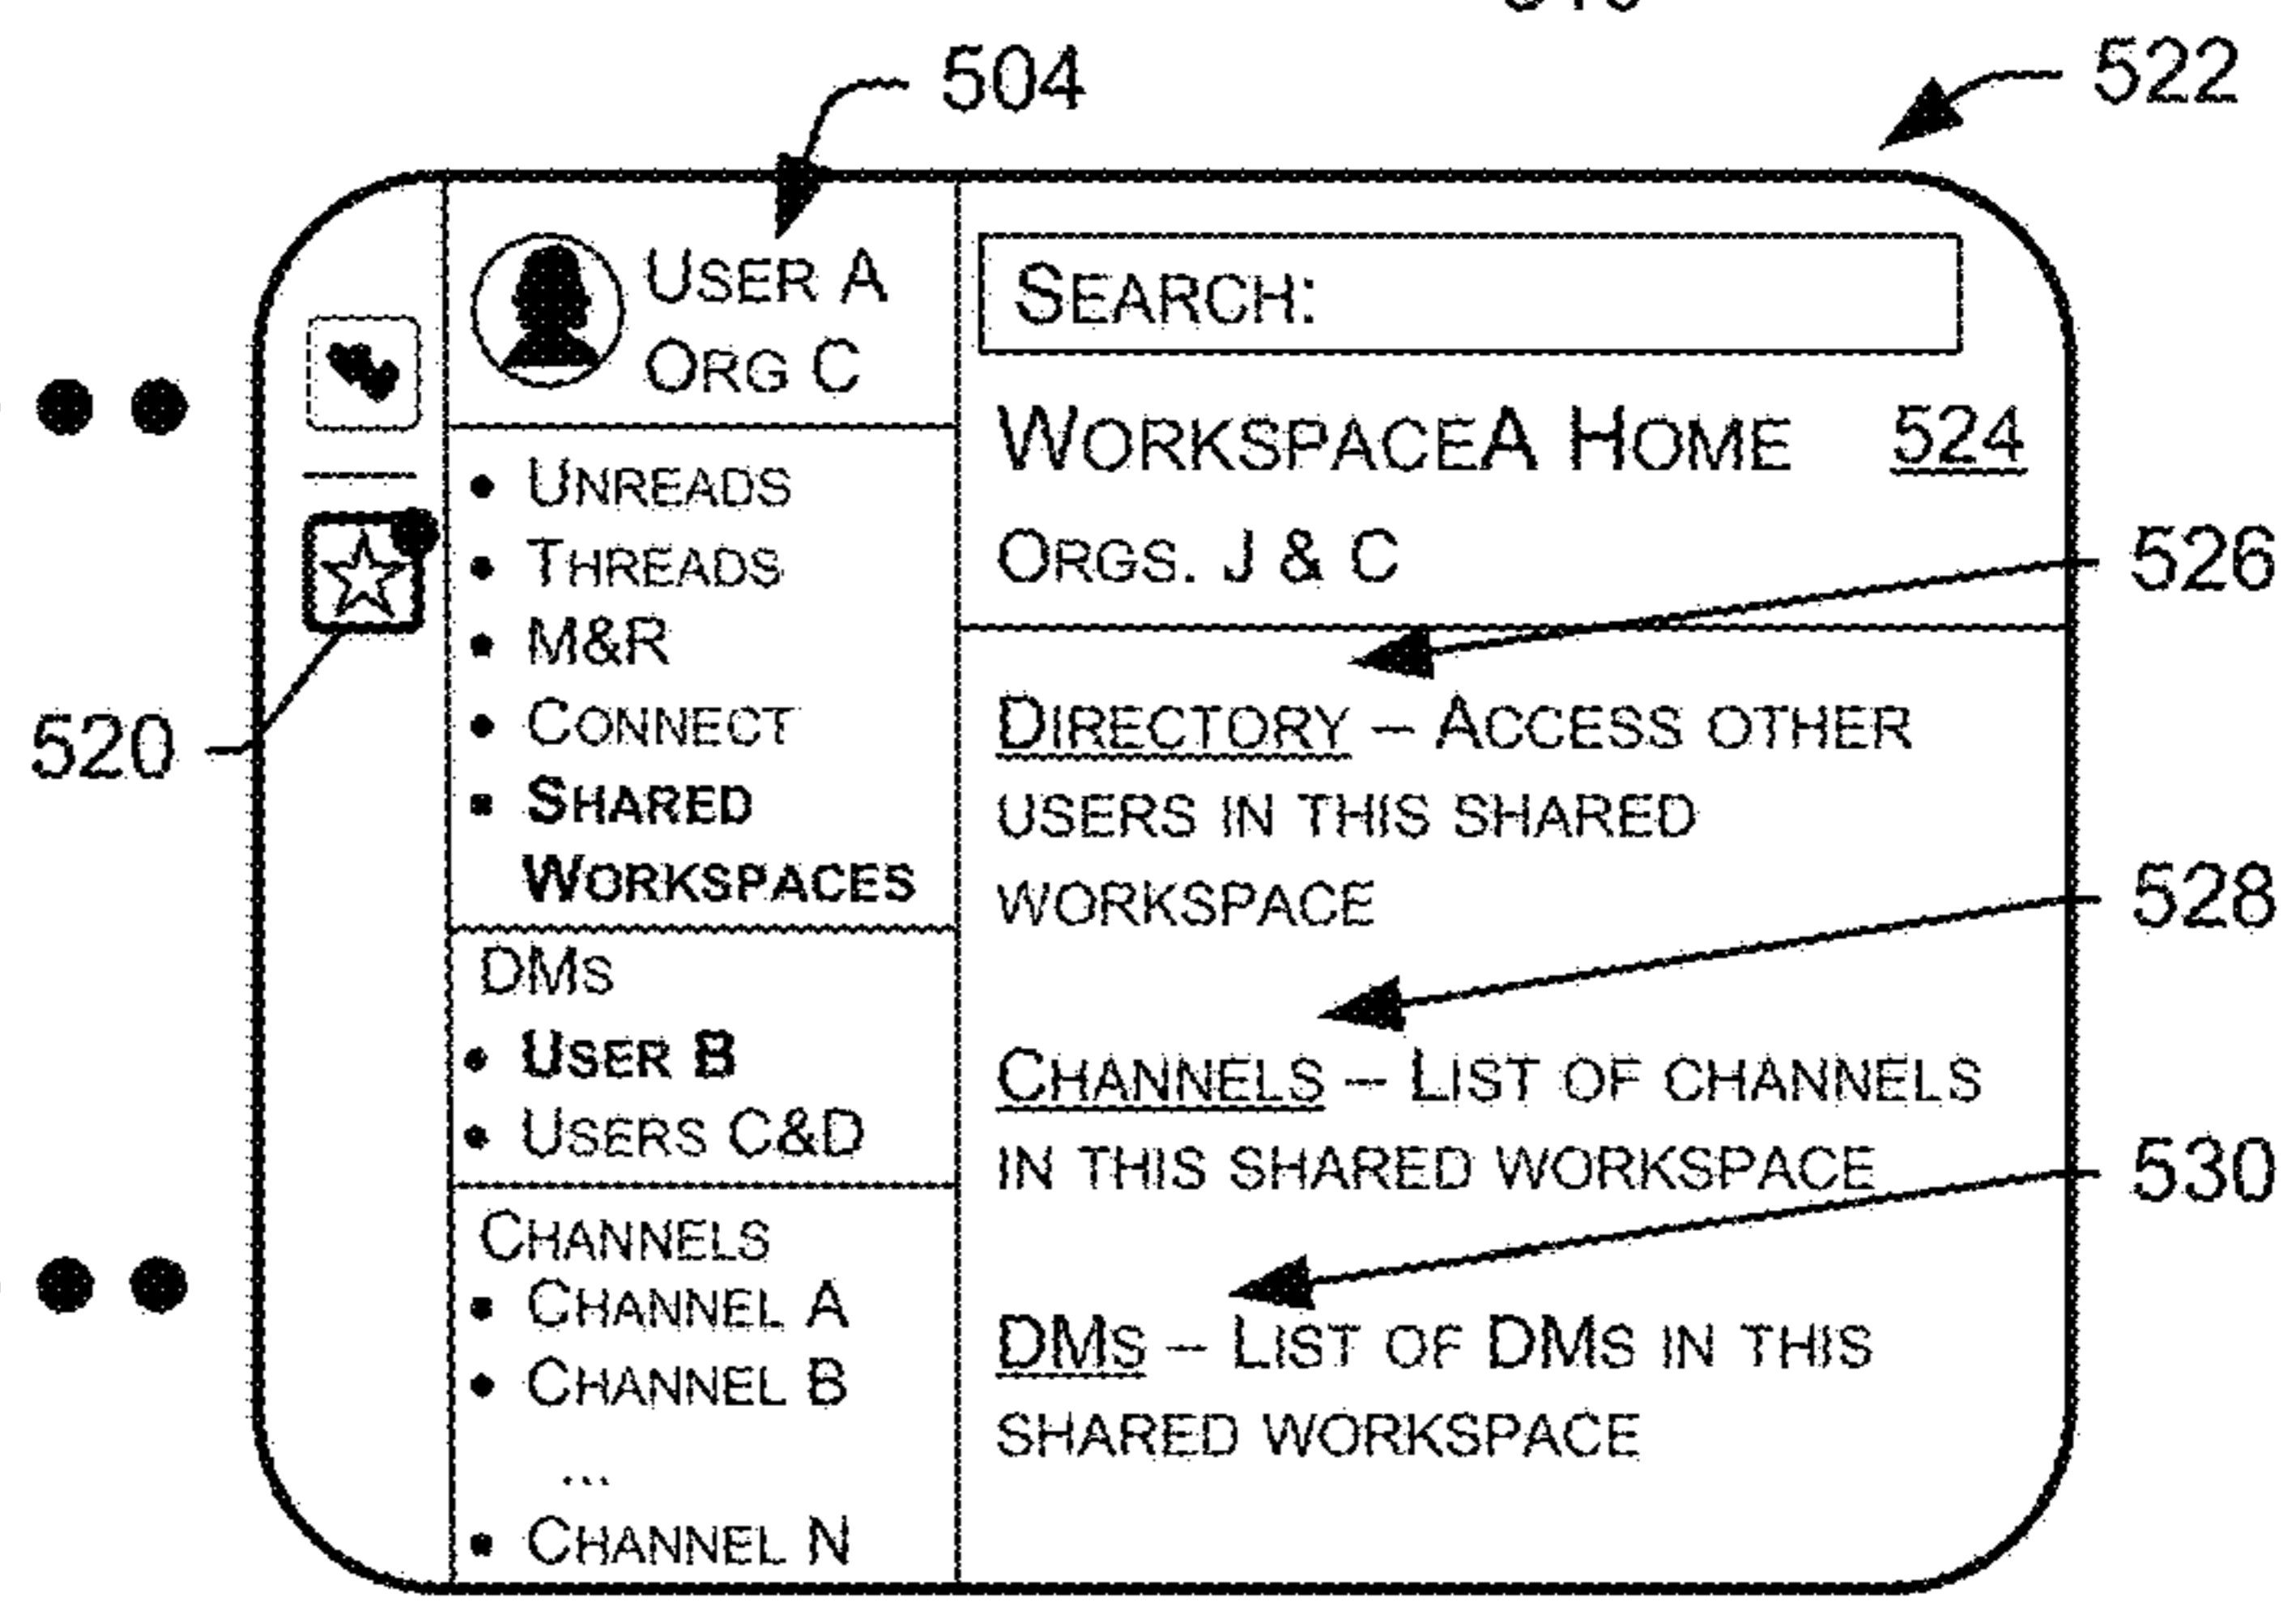 504
522
USER A
ORG C
SEARCH:
WORKSPACEA HOME 524
ORGS. J & C
526
• UNREADS
• THREADS
• M&R
• CONNECT
• SHARED
WORKSPACES
520
DIRECTORY – ACCESS OTHER
USERS IN THIS SHARED
WORKSPACE
528
DMS
• USER B
• USERS C&D
CHANNELS – LIST OF CHANNELS
IN THIS SHARED WORKSPACE
530
CHANNELS
• CHANNEL A
• CHANNEL B
...
• CHANNEL N
DMS – LIST OF DMS IN THIS
SHARED WORKSPACE